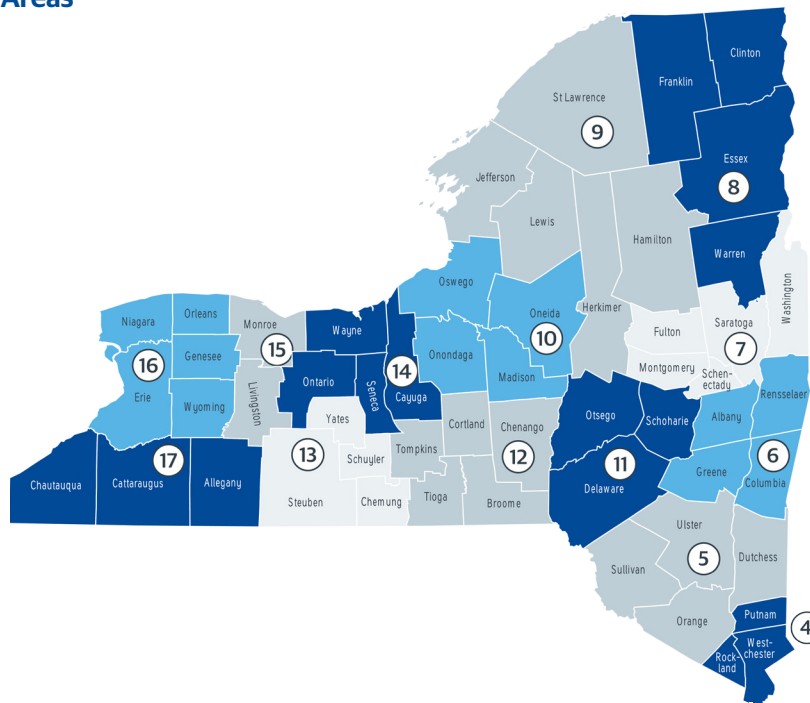 Areas
Clinton
Franklin
St Lawrence
9
Essex
8
Jefferson
Lewis
Hamilton
Warren
Washington
Oswego
Herkimer
Oneida
10
Niagara
Orleans
Monroe
15
Wayne
Fulton
Saratoga
7
Genesee
16
Onondaga
Madison
Montgomery
Schen-
ectady
14
Ontario
Seneca
Cayuga
Erie
Wyoming
Livingston
Yates
Rensselaer
Albany
Otsego
Schoharie
Cortland
Chenango
12
Tompkins
13
Schuyler
17
11
6
Greene
Columbia
Chautauqua
Cattaraugus
Allegany
Steuben
Chemung
Tioga
Broome
Delaware
Ulster
5
Dutchess
Sullivan
Orange
Putnam
4
West-
chester
Rock-
land